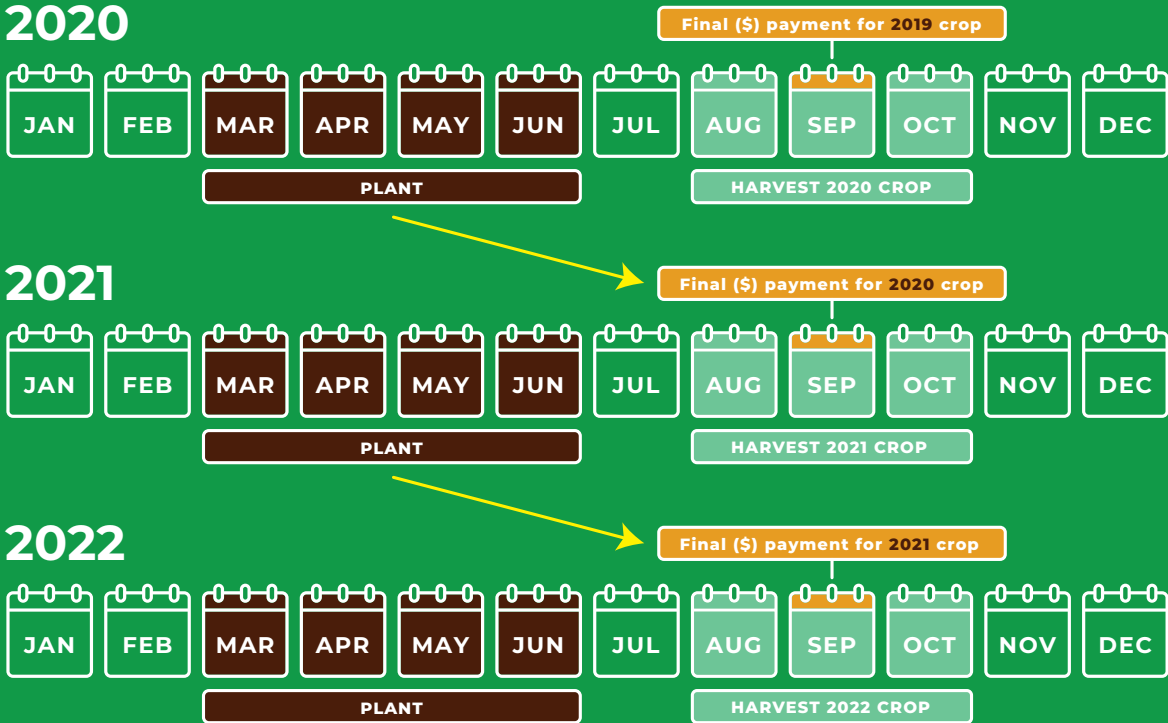 2020
Final ($) payment for 2019 crop
JAN FEB MAR APR MAY JUN JUL AUG SEP OCT NOV DEC
PLANT HARVEST 2020 CROP
2021
Final ($) payment for 2020 crop
JAN FEB MAR APR MAY JUN JUL AUG SEP OCT NOV DEC
PLANT HARVEST 2021 CROP
2022
Final ($) payment for 2021 crop
JAN FEB MAR APR MAY JUN JUL AUG SEP OCT NOV DEC
PLANT HARVEST 2022 CROP